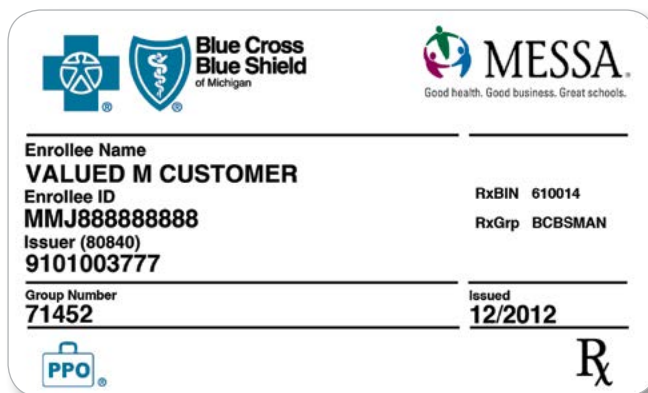 Blue Cross
Blue Shield
of Michigan
MESSA®
Good health. Good business. Great schools.
Enrollee Name
VALUED M CUSTOMER
Enrollee ID
MMJ888888888
Issuer (80840)
9101003777
RxBIN 610014
RxGrp BCBSMAN
Group Number
71452
Issued
12/2012
PPO®
Rx